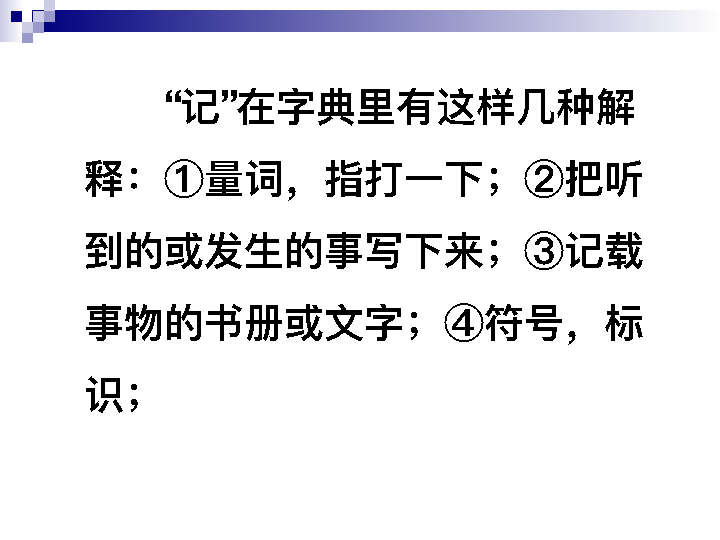 “记”在字典里有这样几种解
释：①量词，指打一下；②把听
到的或发生的事写下来；③记载
事物的书册或文字；④符号，标
识；